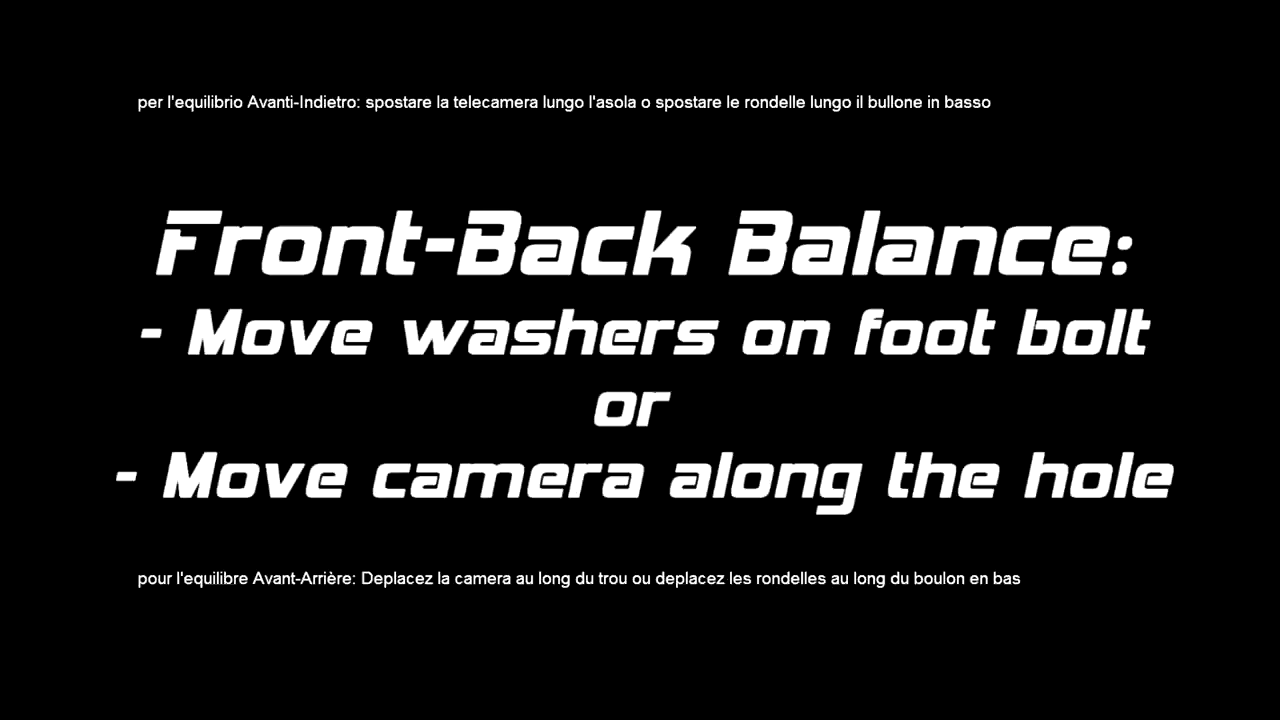 per l'equilibrio Avanti-Indietro: spostare la telecamera lungo l'asola o spostare le rondelle lungo il bullone in basso
Front-Back Balance:
- Move washers on foot bolt
or
- Move camera along the hole
pour l'equilibre Avant-Arrière: Deplacez la camera au long du trou ou deplacez les rondelles au long du boulon en bas